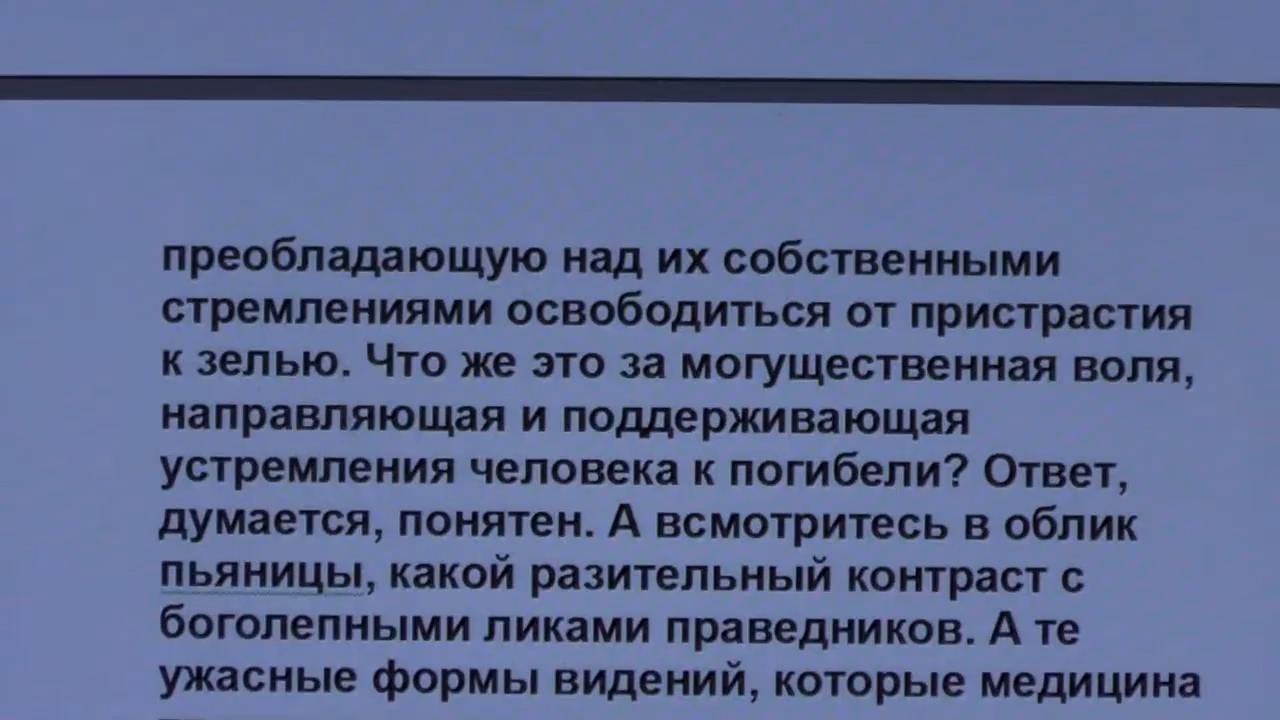 преобладающую над их собственными
стремлениями освободиться от пристрастия
к зелью. Что же это за могущественная воля,
направляющая и поддерживающая
устремления человека к погибели? Ответ,
думается, понятен. А всмотритесь в облик
пьяницы, какой разительный контраст с
боголепными ликами праведников. А те
ужасные формы видений, которые медицина